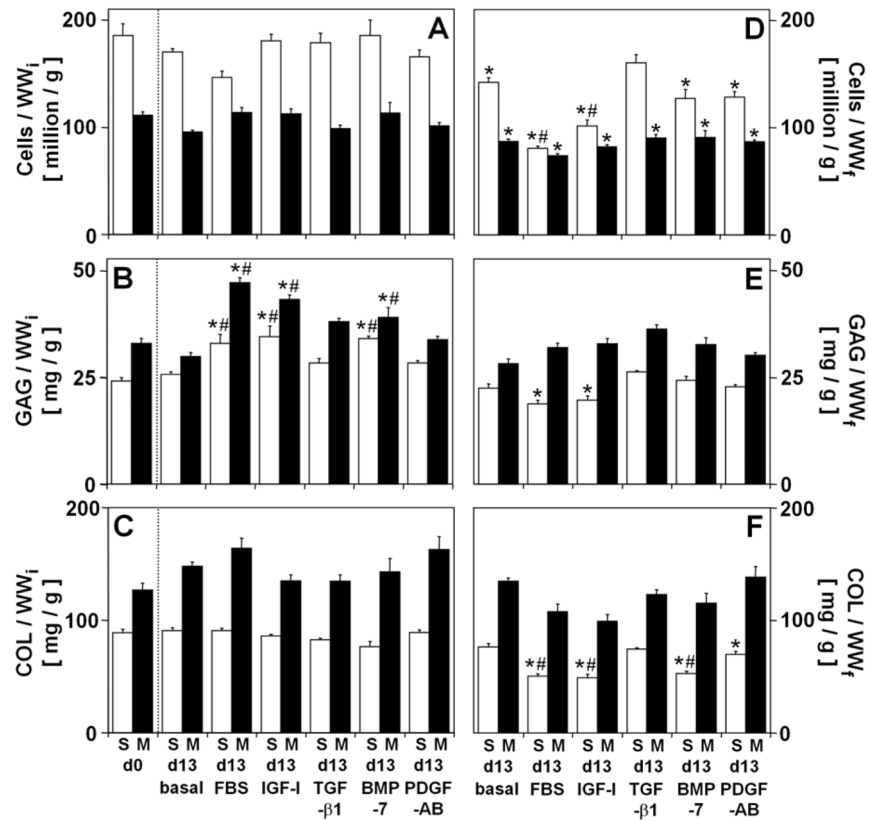 A
200
100
0
Cells / WWi
[ million / g ]
D
* *
*# *
*# *
*
* *
* *
200
100
0
Cells / WWf
[ million / g ]
B
50
25
0
GAG / WWi
[ mg / g ]
*# *#
*# *#
*# *#
E
* *
50
25
0
GAG / WWf
[ mg / g ]
C
200
100
0
COL / WWi
[ mg / g ]
F
*# *# *# *
200
100
0
COL / WWf
[ mg / g ]
S M S M S M S M S M S M S M
d0 d13 d13 d13 d13 d13 d13
basal FBS IGF-I TGF BMP PDGF
-β1 -7 -AB
S M S M S M S M S M S M
d13 d13 d13 d13 d13 d13
basal FBS IGF-I TGF BMP PDGF
-β1 -7 -AB